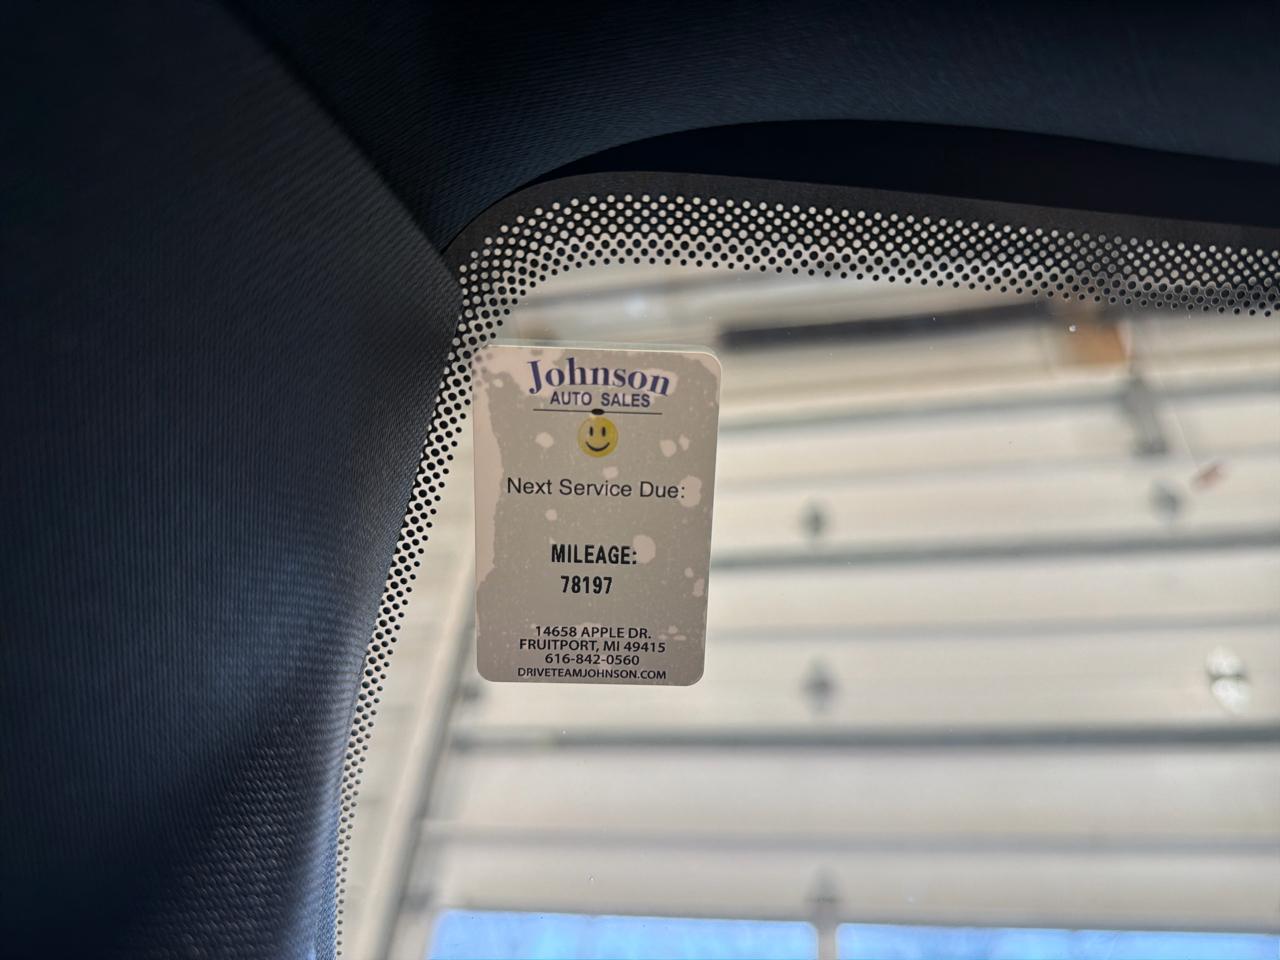 Johnson
AUTO SALES
Next Service Due:
MILEAGE:
78197
14658 APPLE DR.
FRUITPORT, MI 49415
616-842-0560
DRIVETEAMJOHNSON.COM